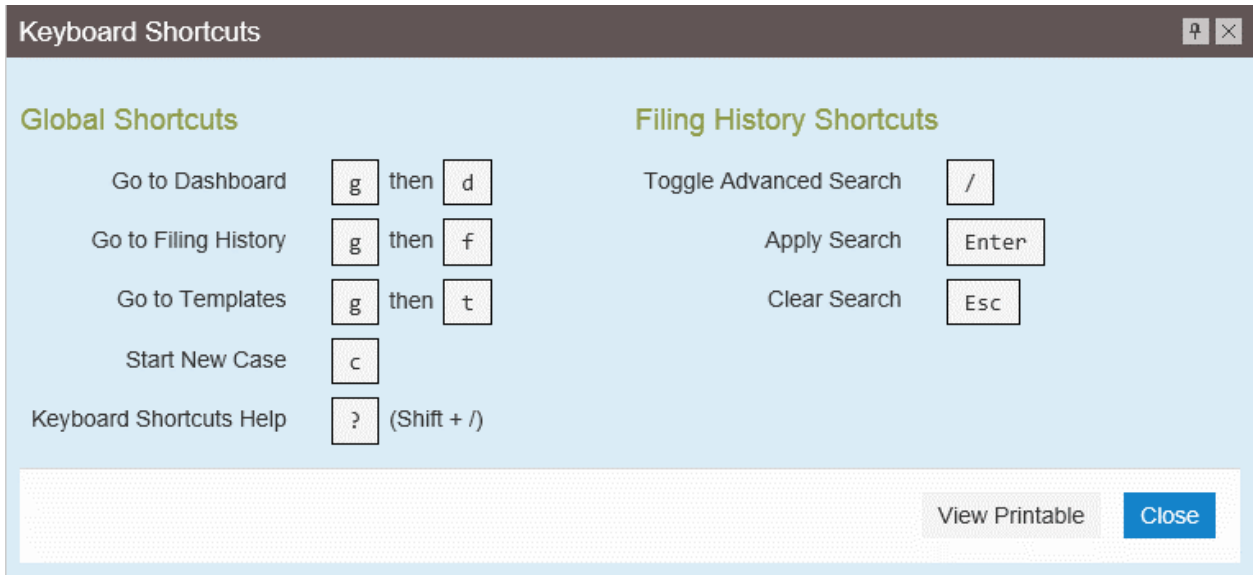 Keyboard Shortcuts
Global Shortcuts
Go to Dashboard g then d
Go to Filing History g then f
Go to Templates g then t
Start New Case c
Keyboard Shortcuts Help ? (Shift + /)
Filing History Shortcuts
Toggle Advanced Search /
Apply Search Enter
Clear Search Esc
View Printable Close